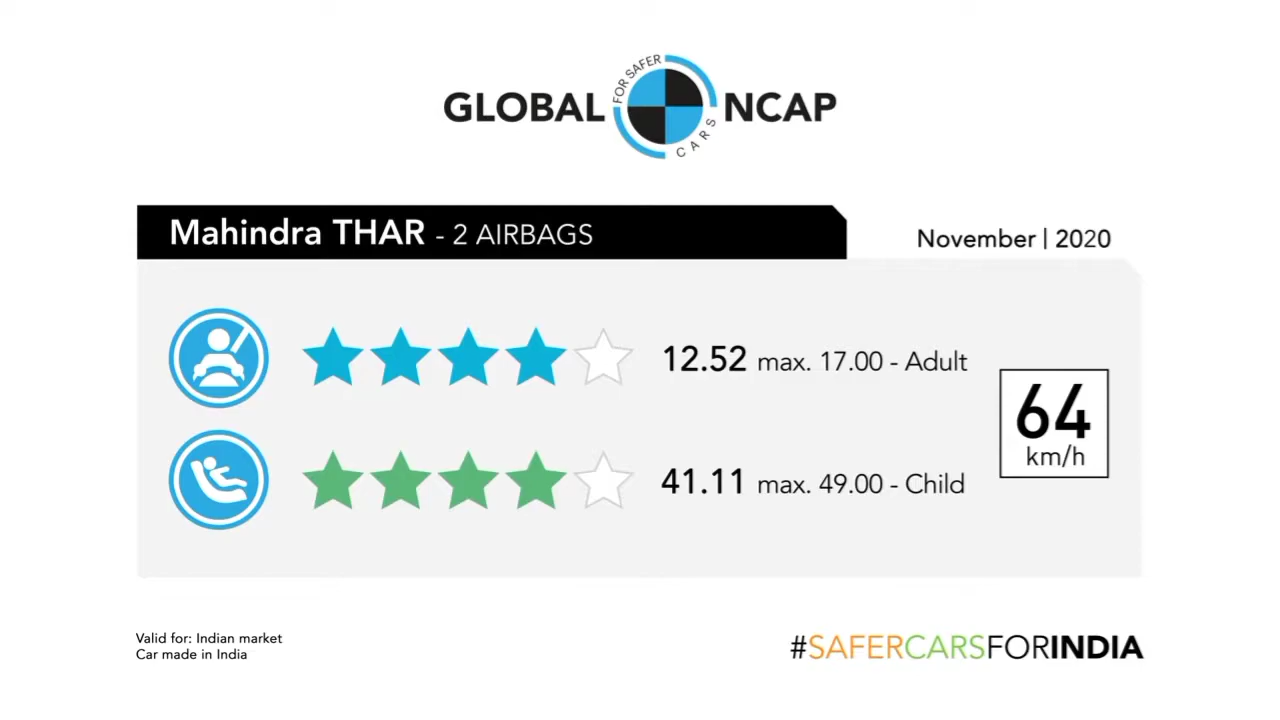 GLOBAL FOR SAFER CARS NCAP
Mahindra THAR - 2 AIRBAGS
November | 2020
12.52 max. 17.00 - Adult
64
km/h
41.11 max. 49.00 - Child
Valid for: Indian market
Car made in India
#SAFERCARSFORINDIA